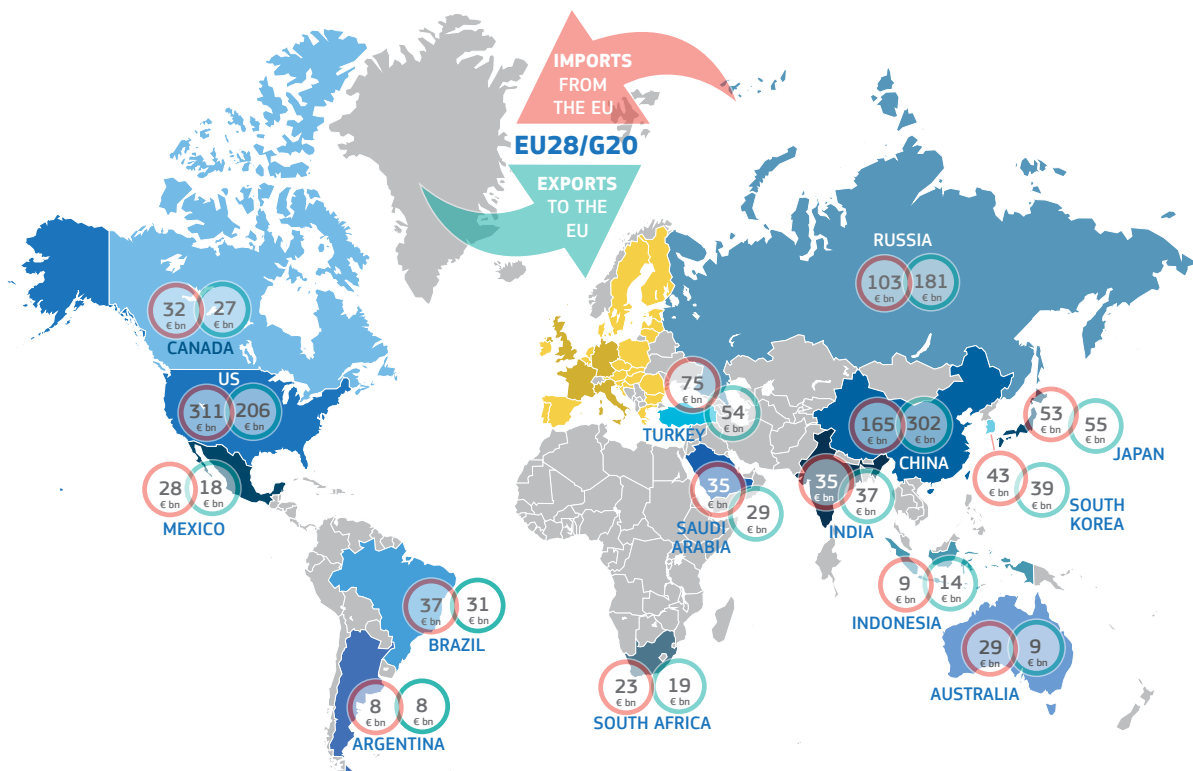 IMPORTS
FROM
THE EU
EU28/G20
EXPORTS
TO THE
EU
RUSSIA
103 181
€ bn € bn
32 27
€ bn € bn
CANADA
US
311 206
€ bn € bn
28 18
€ bn € bn
MEXICO
75
€ bn
54
€ bn
TURKEY
165 302
€ bn € bn
CHINA
53
€ bn
55
€ bn
JAPAN
43
€ bn
39
€ bn
SOUTH
KOREA
35
€ bn
29
€ bn
SAUDI
ARABIA
35
€ bn
37
€ bn
INDIA
9 14
€ bn € bn
INDONESIA
37 31
€ bn € bn
BRAZIL
29 9
€ bn € bn
AUSTRALIA
23 19
€ bn € bn
SOUTH AFRICA
8 8
€ bn € bn
ARGENTINA